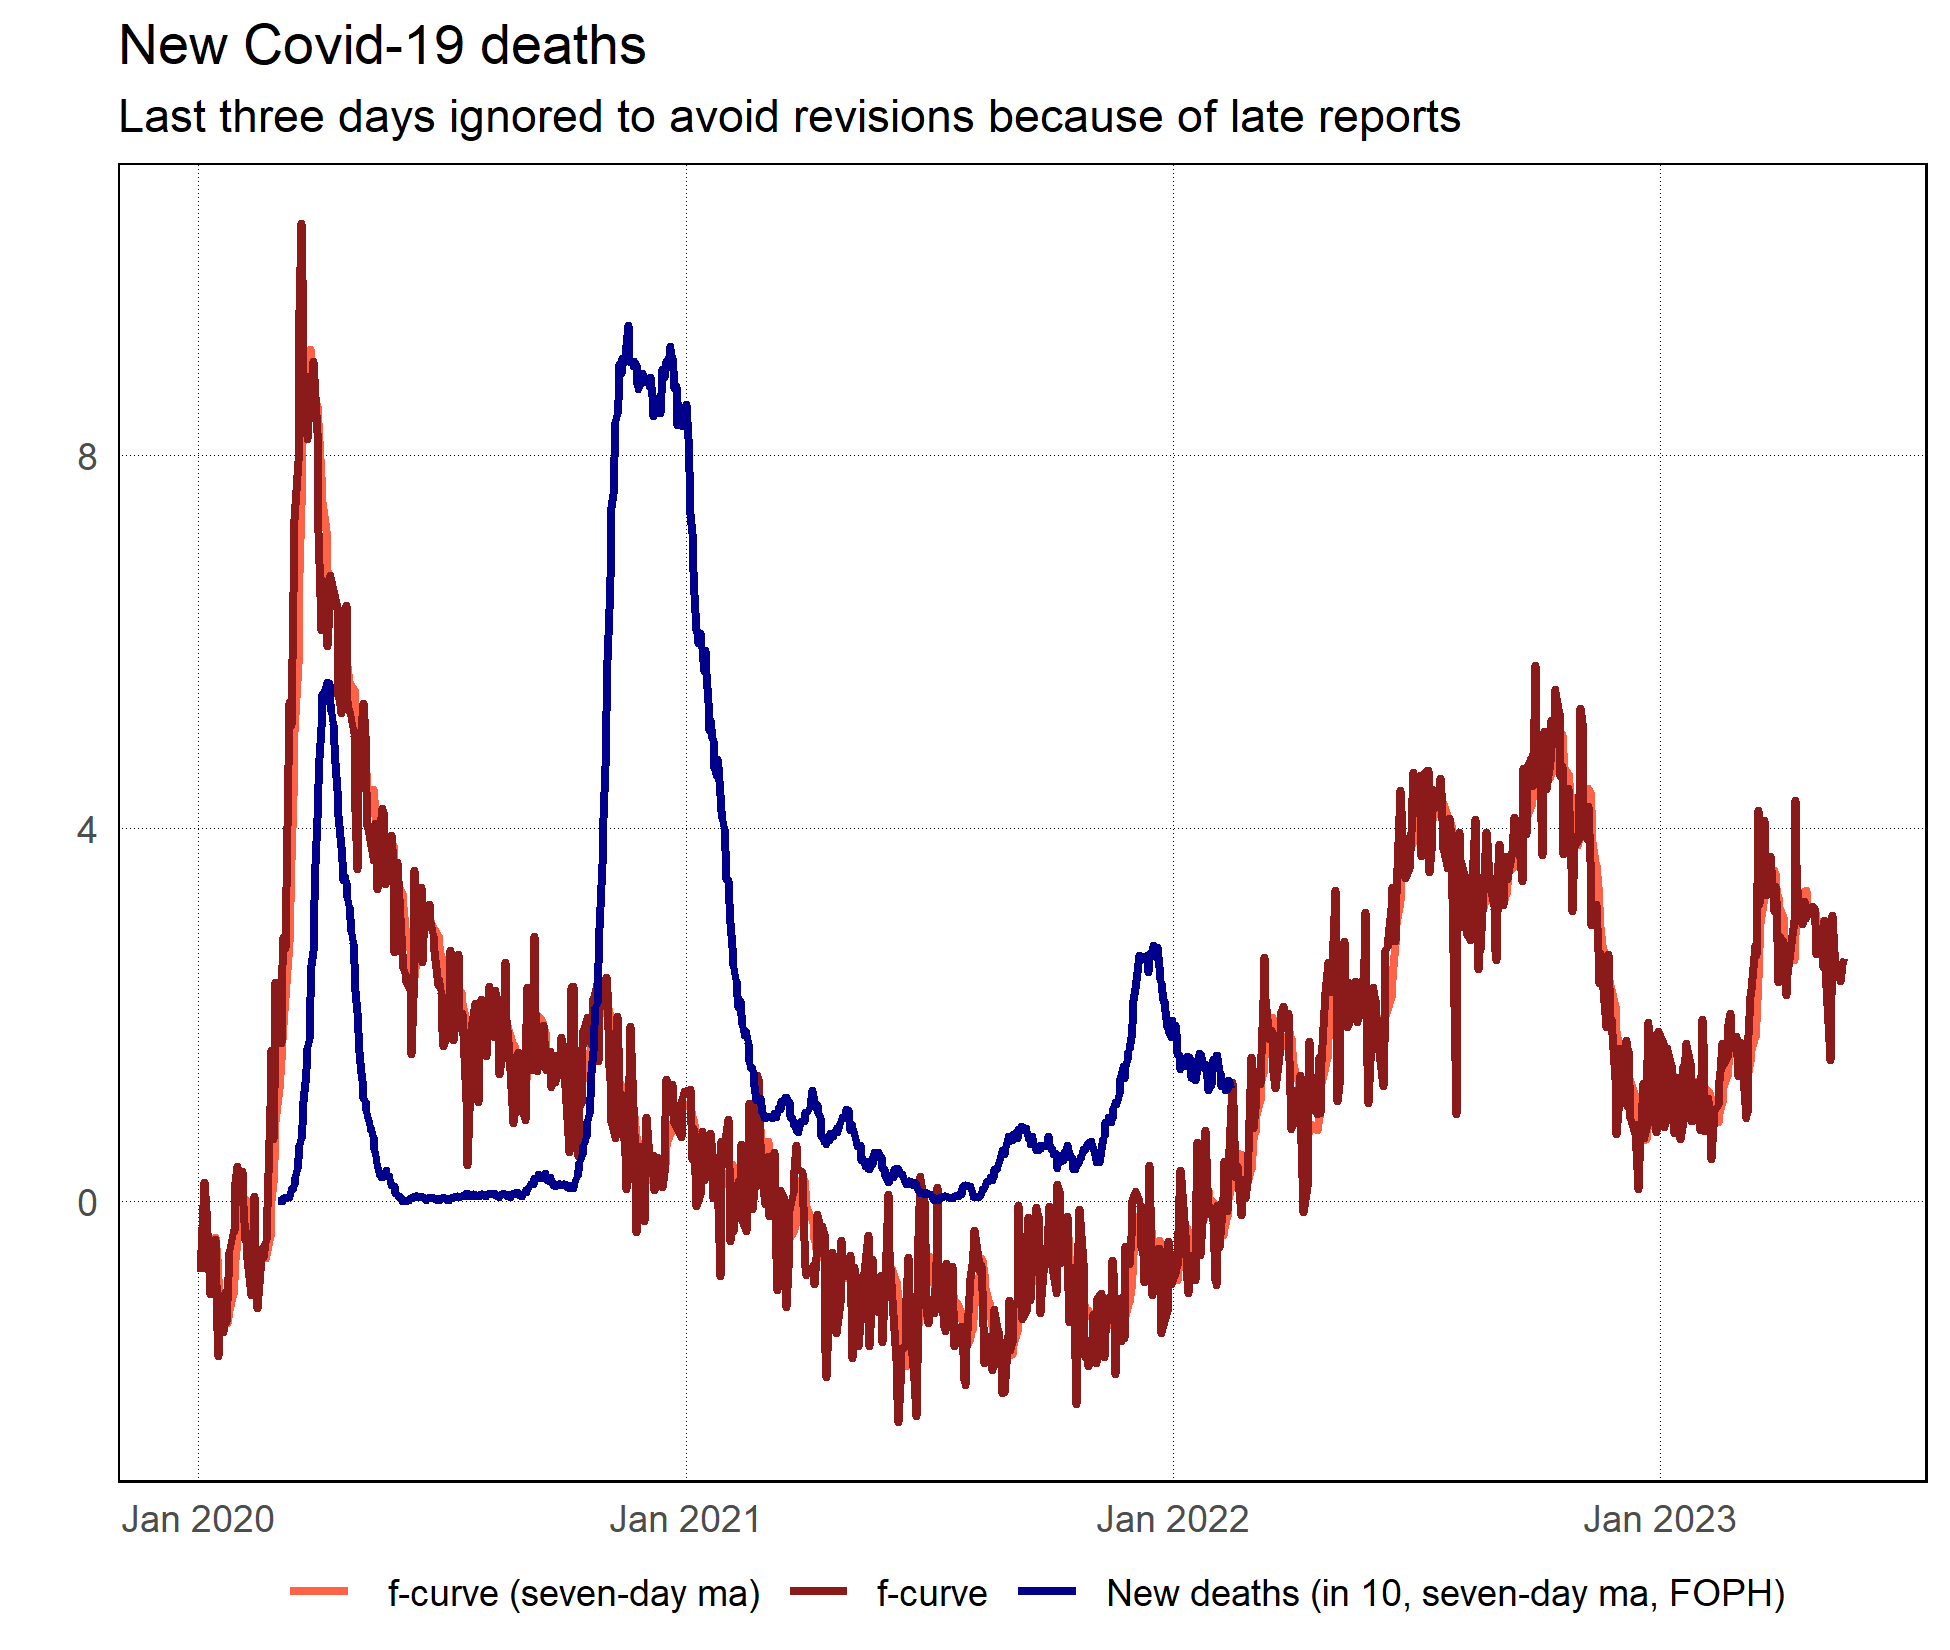 New Covid-19 deaths
Last three days ignored to avoid revisions because of late reports
8
4
0
Jan 2020 Jan 2021 Jan 2022 Jan 2023
f-curve (seven-day ma) f-curve New deaths (in 10, seven-day ma, FOPH)